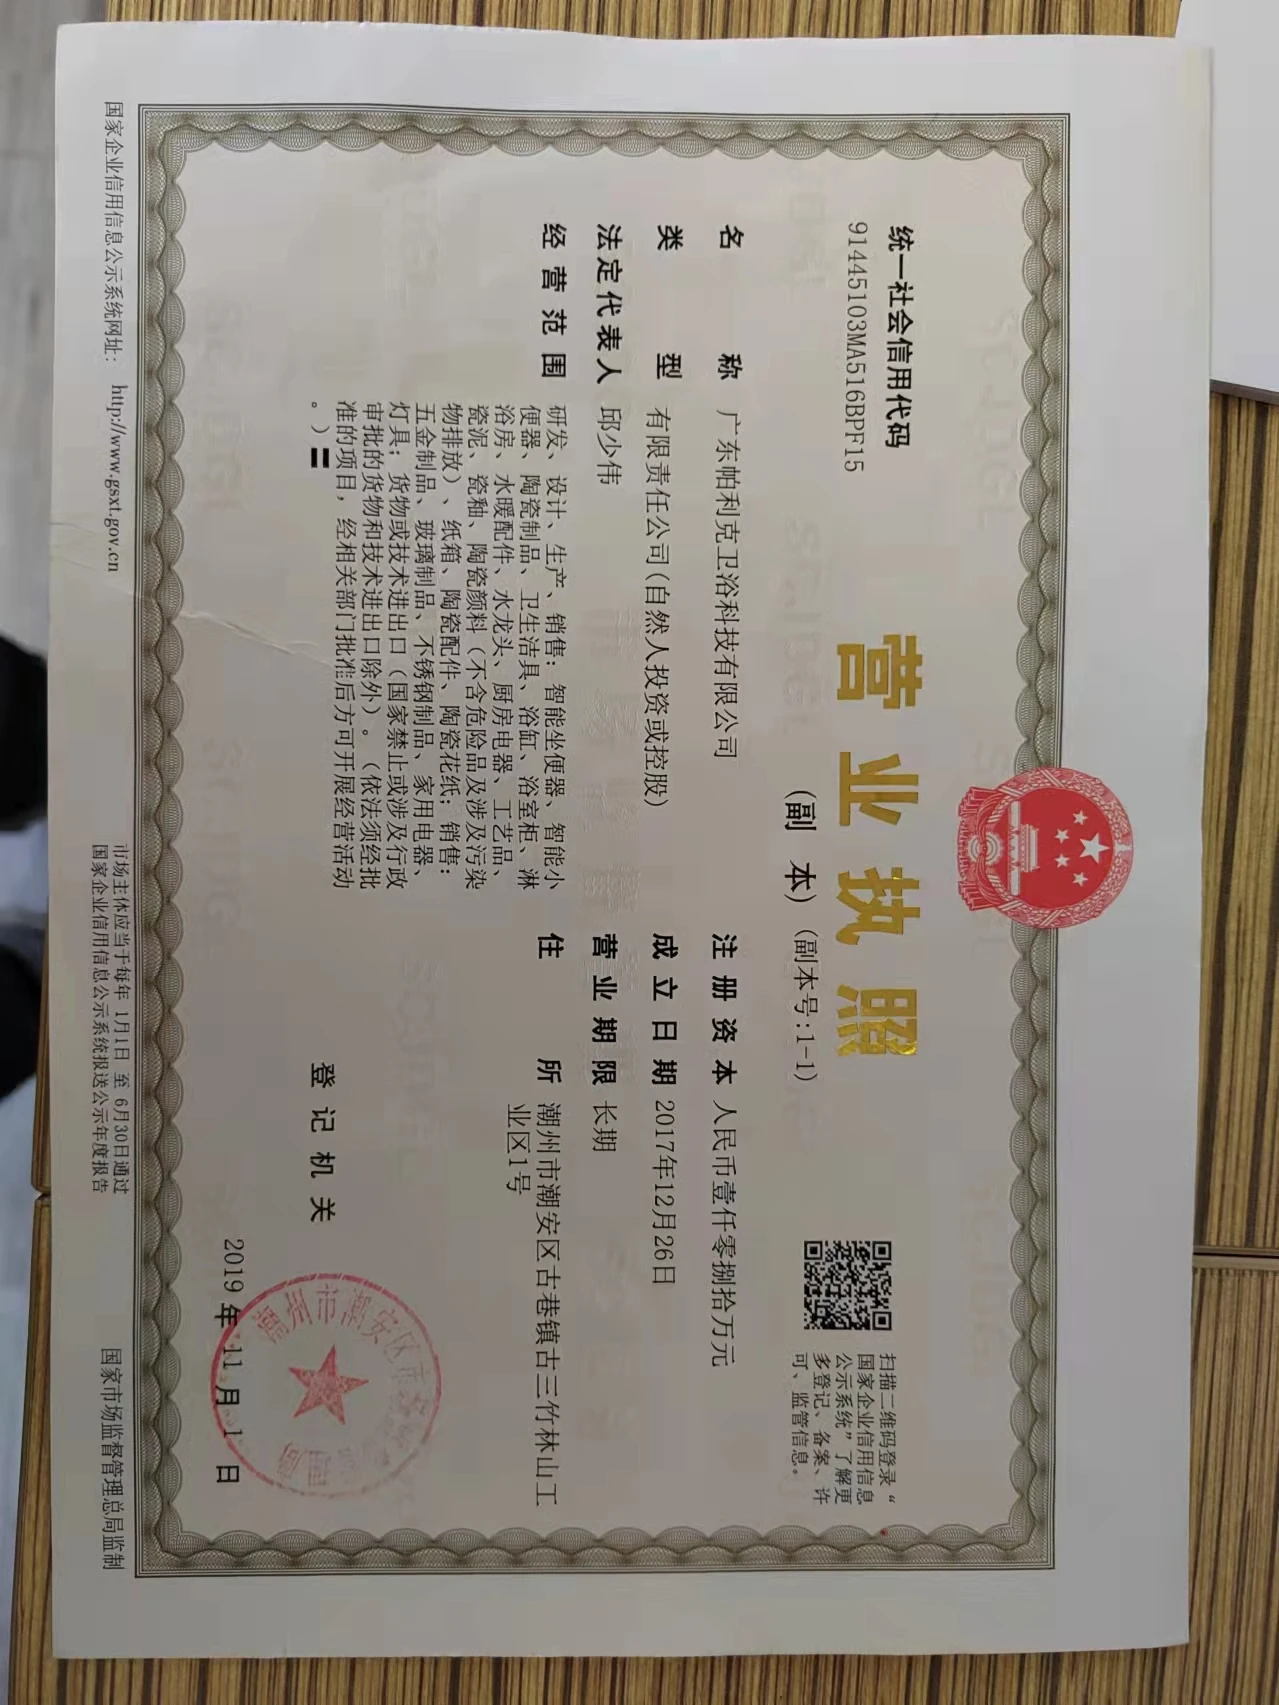 统一社会信用代码
91445103MA516BPF15
营业执照
(副 本) (副本号:1-1)
扫描二维码登录“
国家企业信用信息
公示系统”了解更
多登记、备案、许
可、监管信息。
名 称 广东帕利克卫浴科技有限公司
类 型 有限责任公司(自然人投资或控股)
法定代表人 邱少伟
经营范围 研发、设计、生产、销售：智能坐便器、智能小
便器、陶瓷制品、卫生洁具、浴缸、浴室柜、淋
浴房、水暖配件、水龙头、厨房电器、工艺品、
瓷泥、瓷釉、陶瓷颜料（不含危险品及涉及污染
物排放）、纸箱、陶瓷配件、陶瓷花纸；销售：
五金制品、玻璃制品、不锈钢制品、家用电器、
灯具；货物或技术进出口（国家禁止或涉及行政
审批的货物和技术进出口除外）。（依法须经批
准的项目，经相关部门批准后方可开展经营活动
。）
注册资本 人民币壹仟零捌拾万元
成立日期 2017年12月26日
营业期限 长期
住 所 潮州市潮安区古巷镇古三竹林山工
业区1号
登记机关
潮州市潮安区市
2019年11月1日
国家企业信用信息公示系统网址： http://www.gsxt.gov.cn
市场主体应当于每年 1月1日 至 6月30日通过
国家企业信用信息公示系统报送公示年度报告
国家市场监督管理总局监制